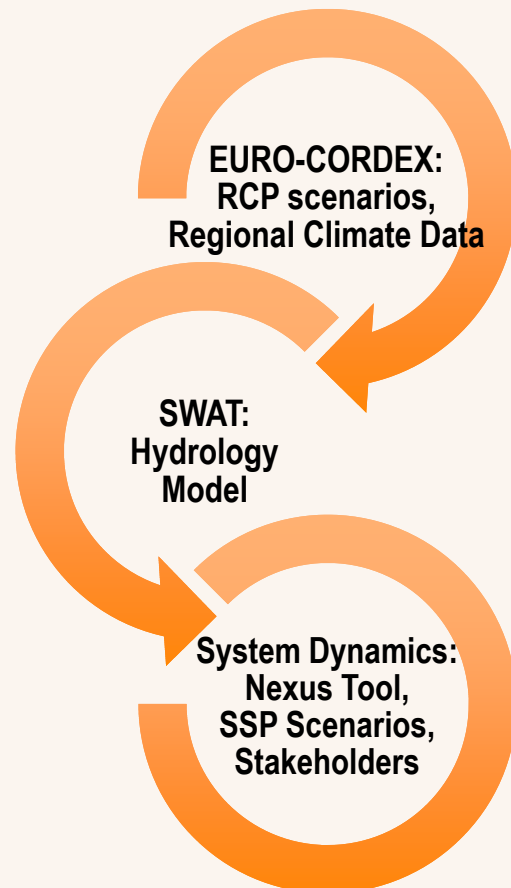 EURO-CORDEX:
RCP scenarios,
Regional Climate Data
SWAT:
Hydrology
Model
System Dynamics:
Nexus Tool,
SSP Scenarios,
Stakeholders